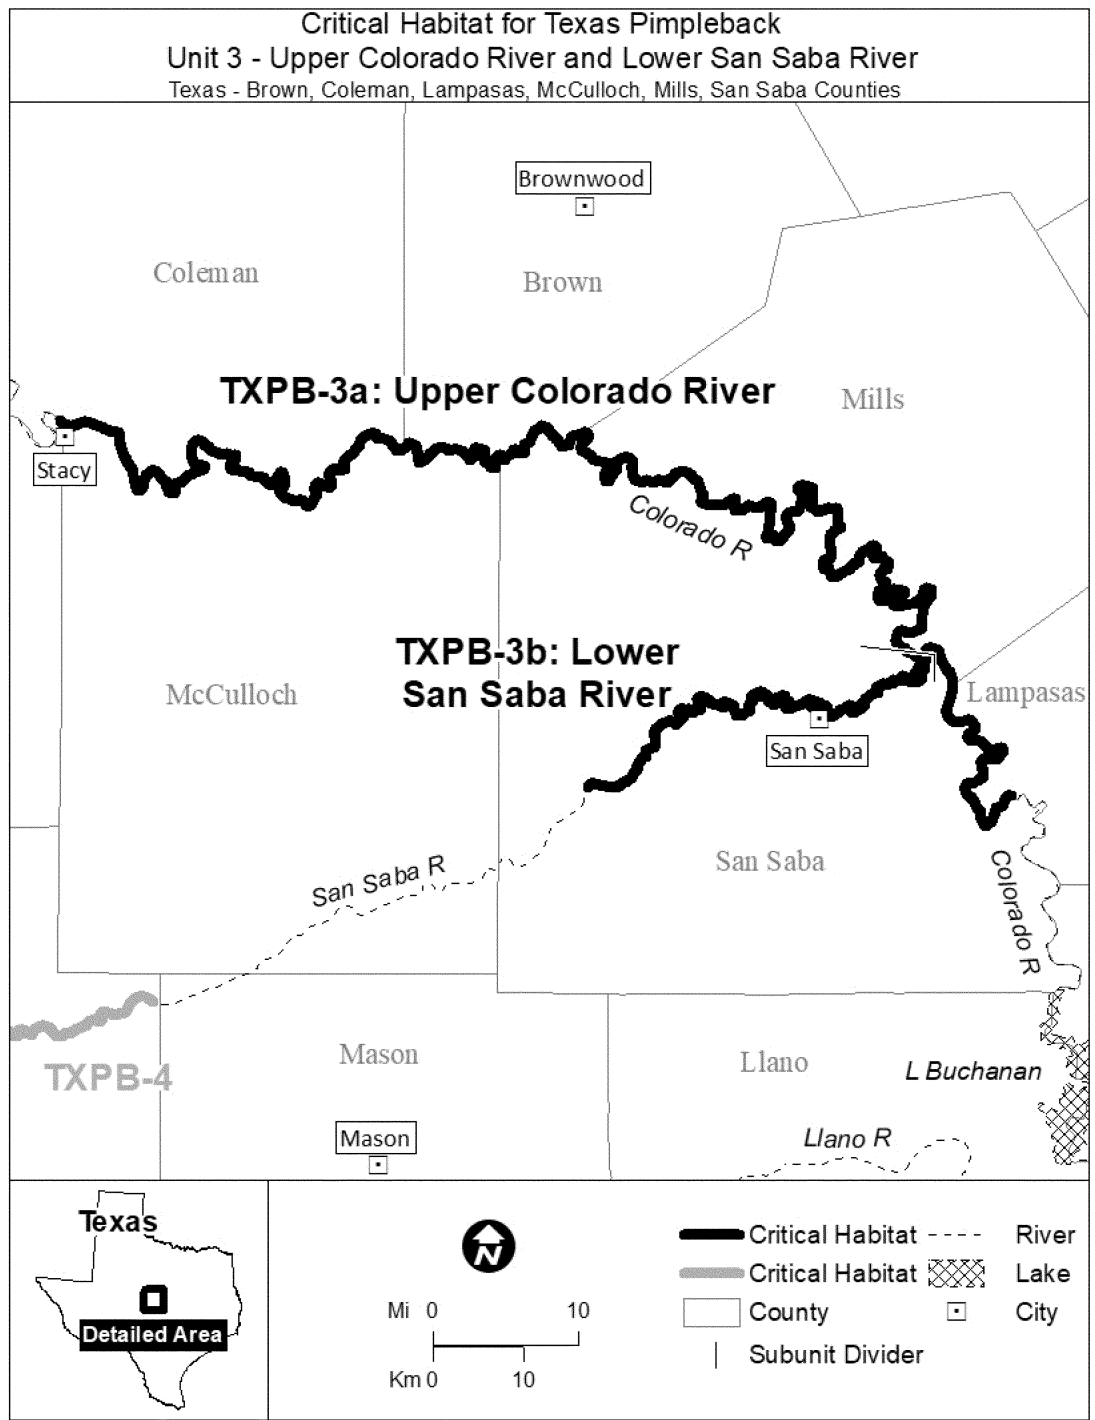 Critical Habitat for Texas Pimpleback
Unit 3 - Upper Colorado River and Lower San Saba River
Texas - Brown, Coleman, Lampasas, McCulloch, Mills, San Saba Counties
Brownwood
Coleman
Brown
TXPB-3a: Upper Colorado River
Mills
Stacy
Colorado R
TXPB-3b: Lower
San Saba River
McCulloch
Lampasas
San Saba
San Saba R
San Saba
Colorado R
TXPB-4
Mason
Llano
L Buchanan
Mason
Llano R
Texas
Detailed Area
N
Mi 0 10
Km 0 10
Critical Habitat
River
Critical Habitat
Lake
County
City
Subunit Divider